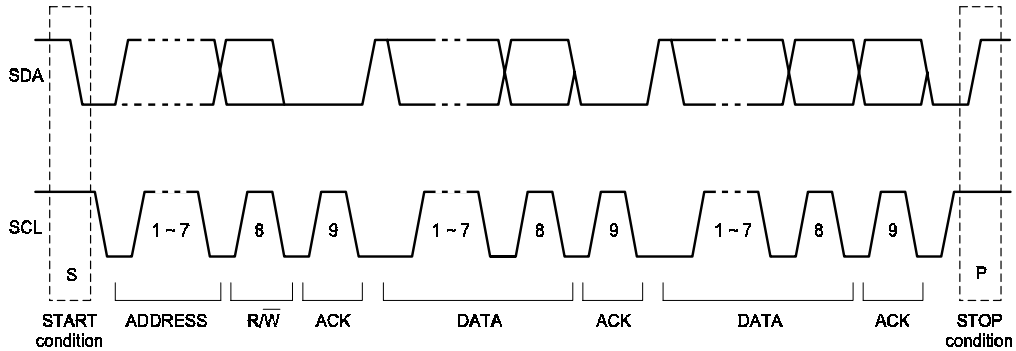 SDA
SCL
1 ~ 7 8 9 1 ~ 7 8 9 1 ~ 7 8 9
S P
START condition ADDRESS R/W̅ ACK DATA ACK DATA ACK STOP condition